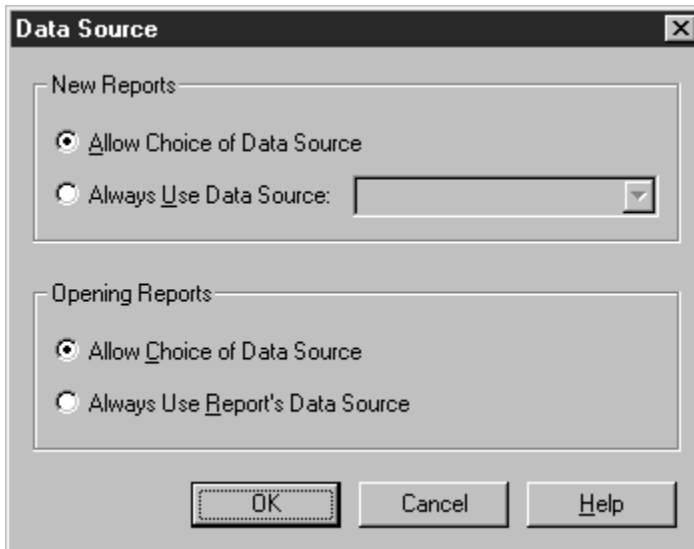 Data Source
New Reports
Allow Choice of Data Source
Always Use Data Source:
Opening Reports
Allow Choice of Data Source
Always Use Report's Data Source
OK Cancel Help